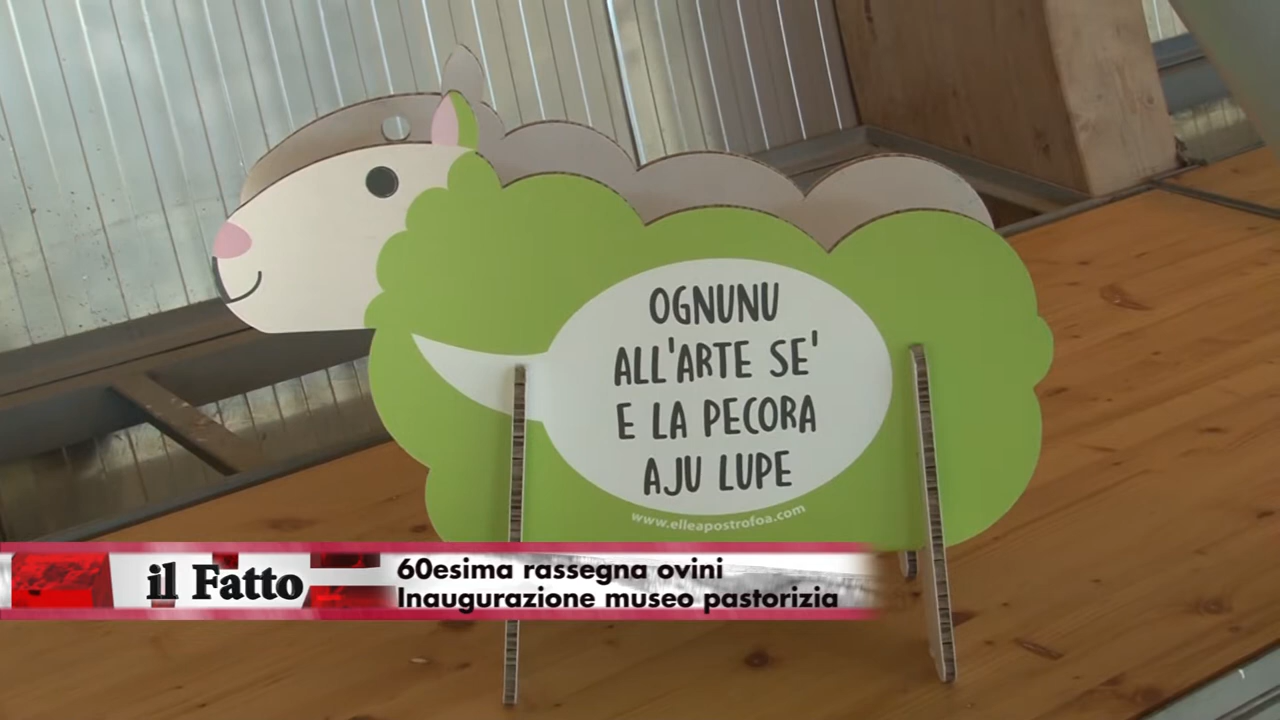 OGNUNU
ALL'ARTE SE'
E LA PECORA
AJU LUPE
www.elleapostrofoa.com
il Fatto
60esima rassegna ovini
Inaugurazione museo pastorizia